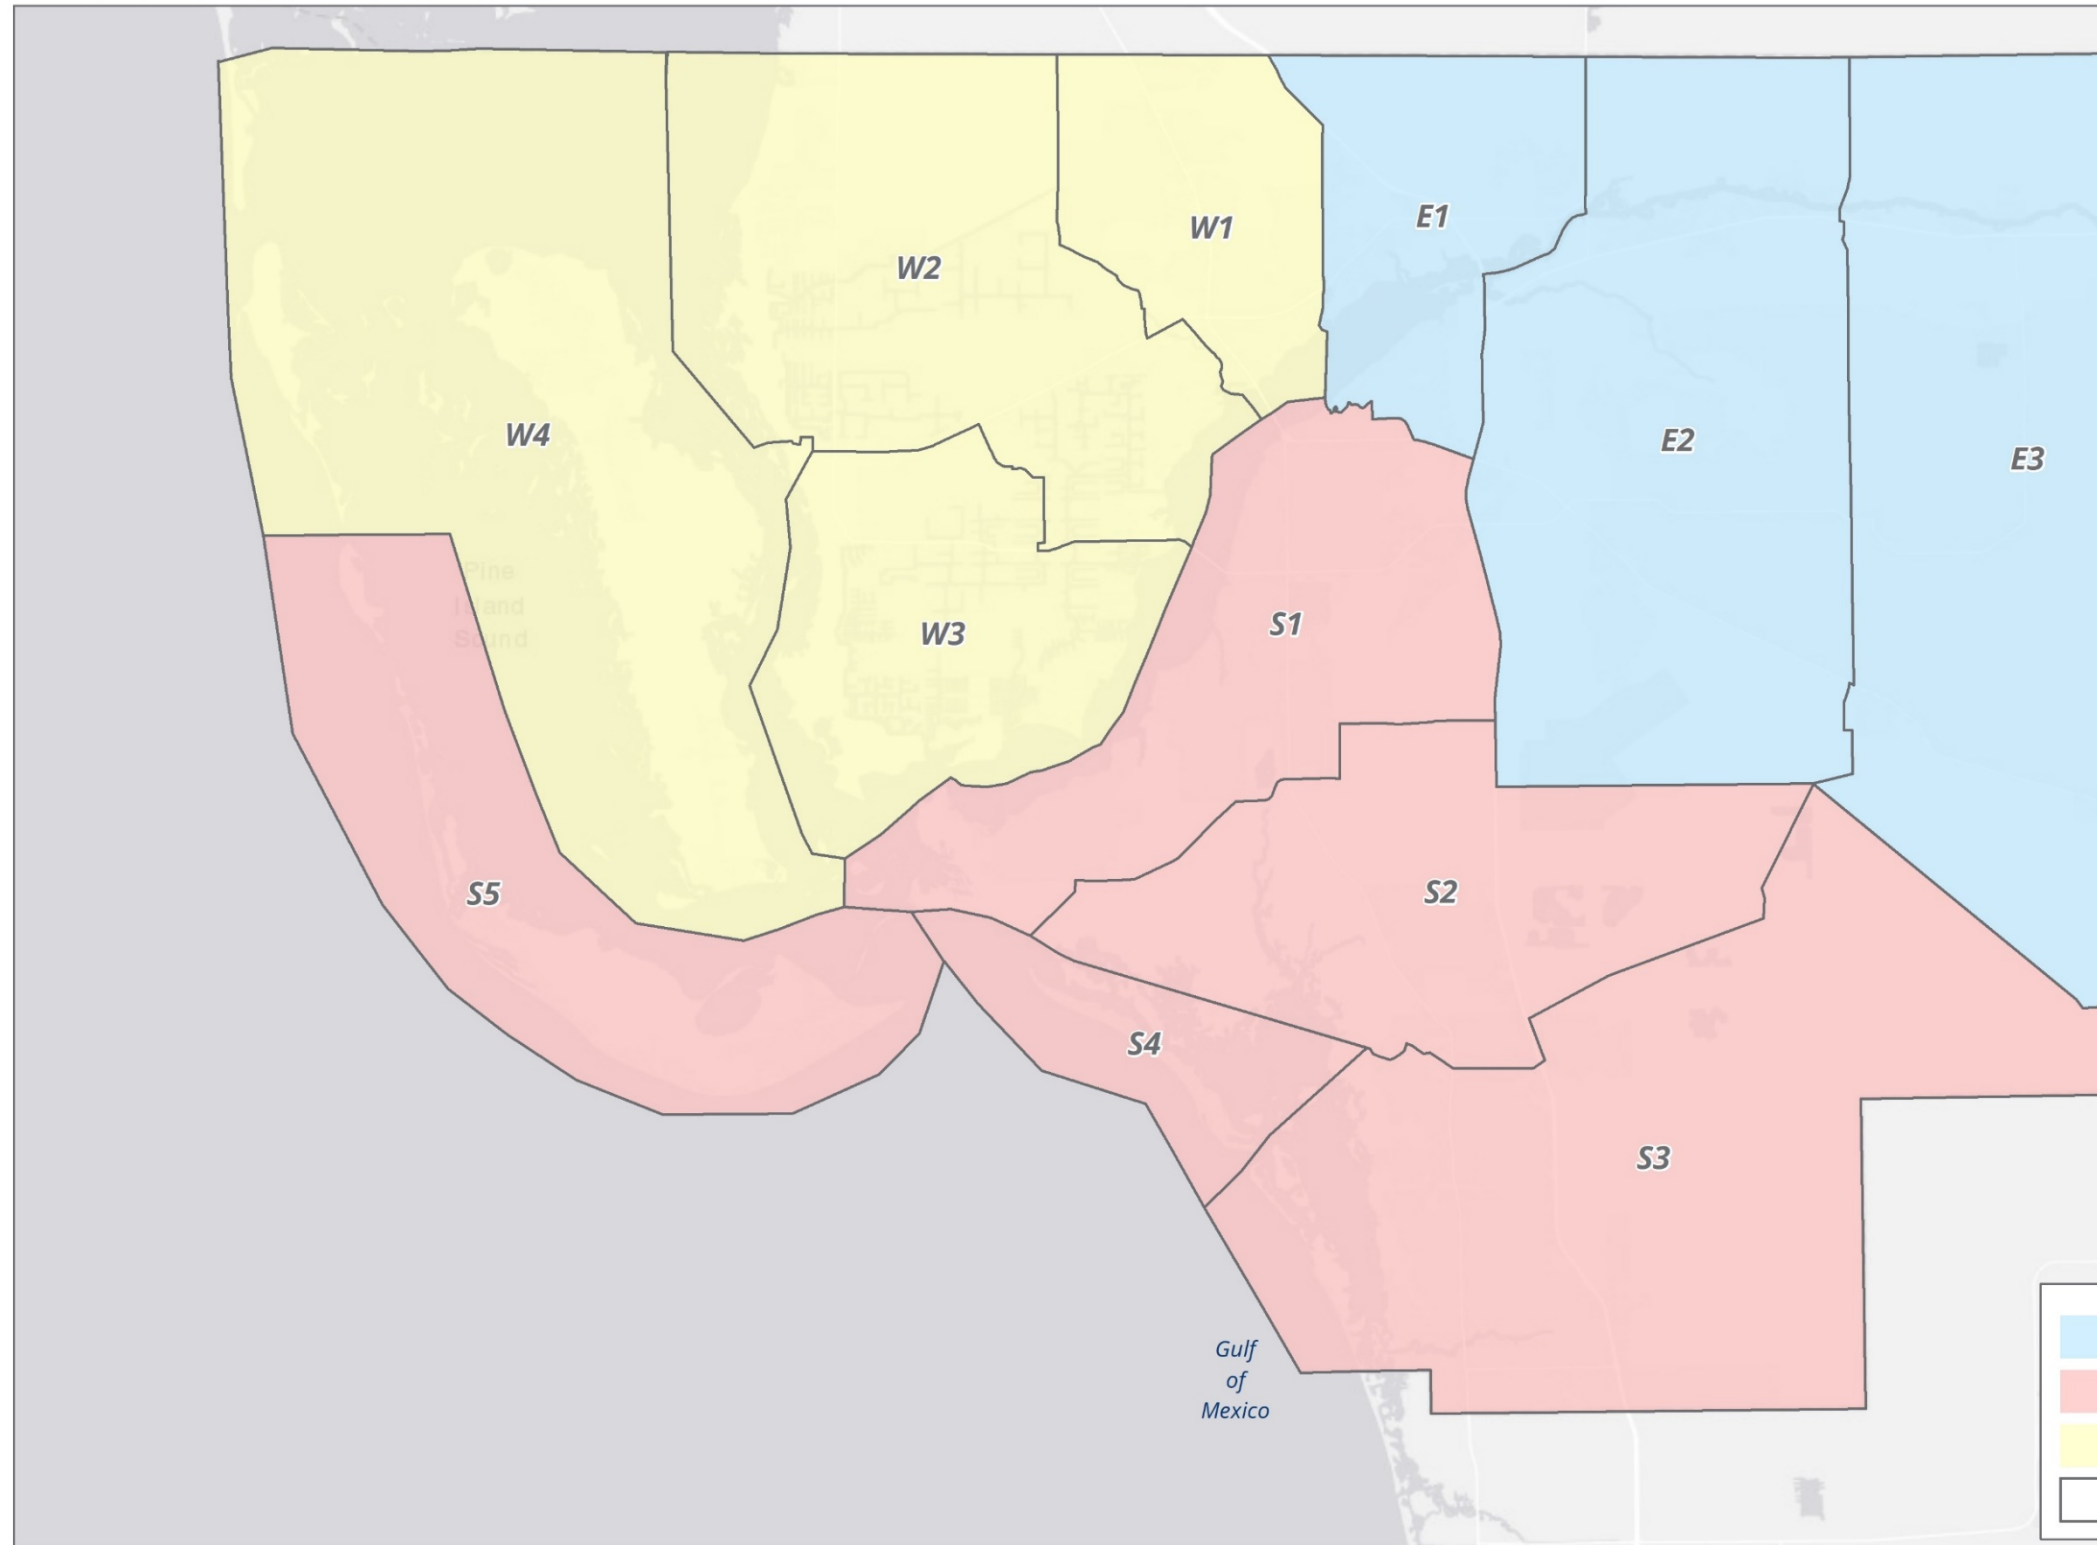 E1
W1
W2
W4
E2
E3
Pine
Island
Sound
S1
W3
S2
S5
S4
S3
Gulf
of
Mexico